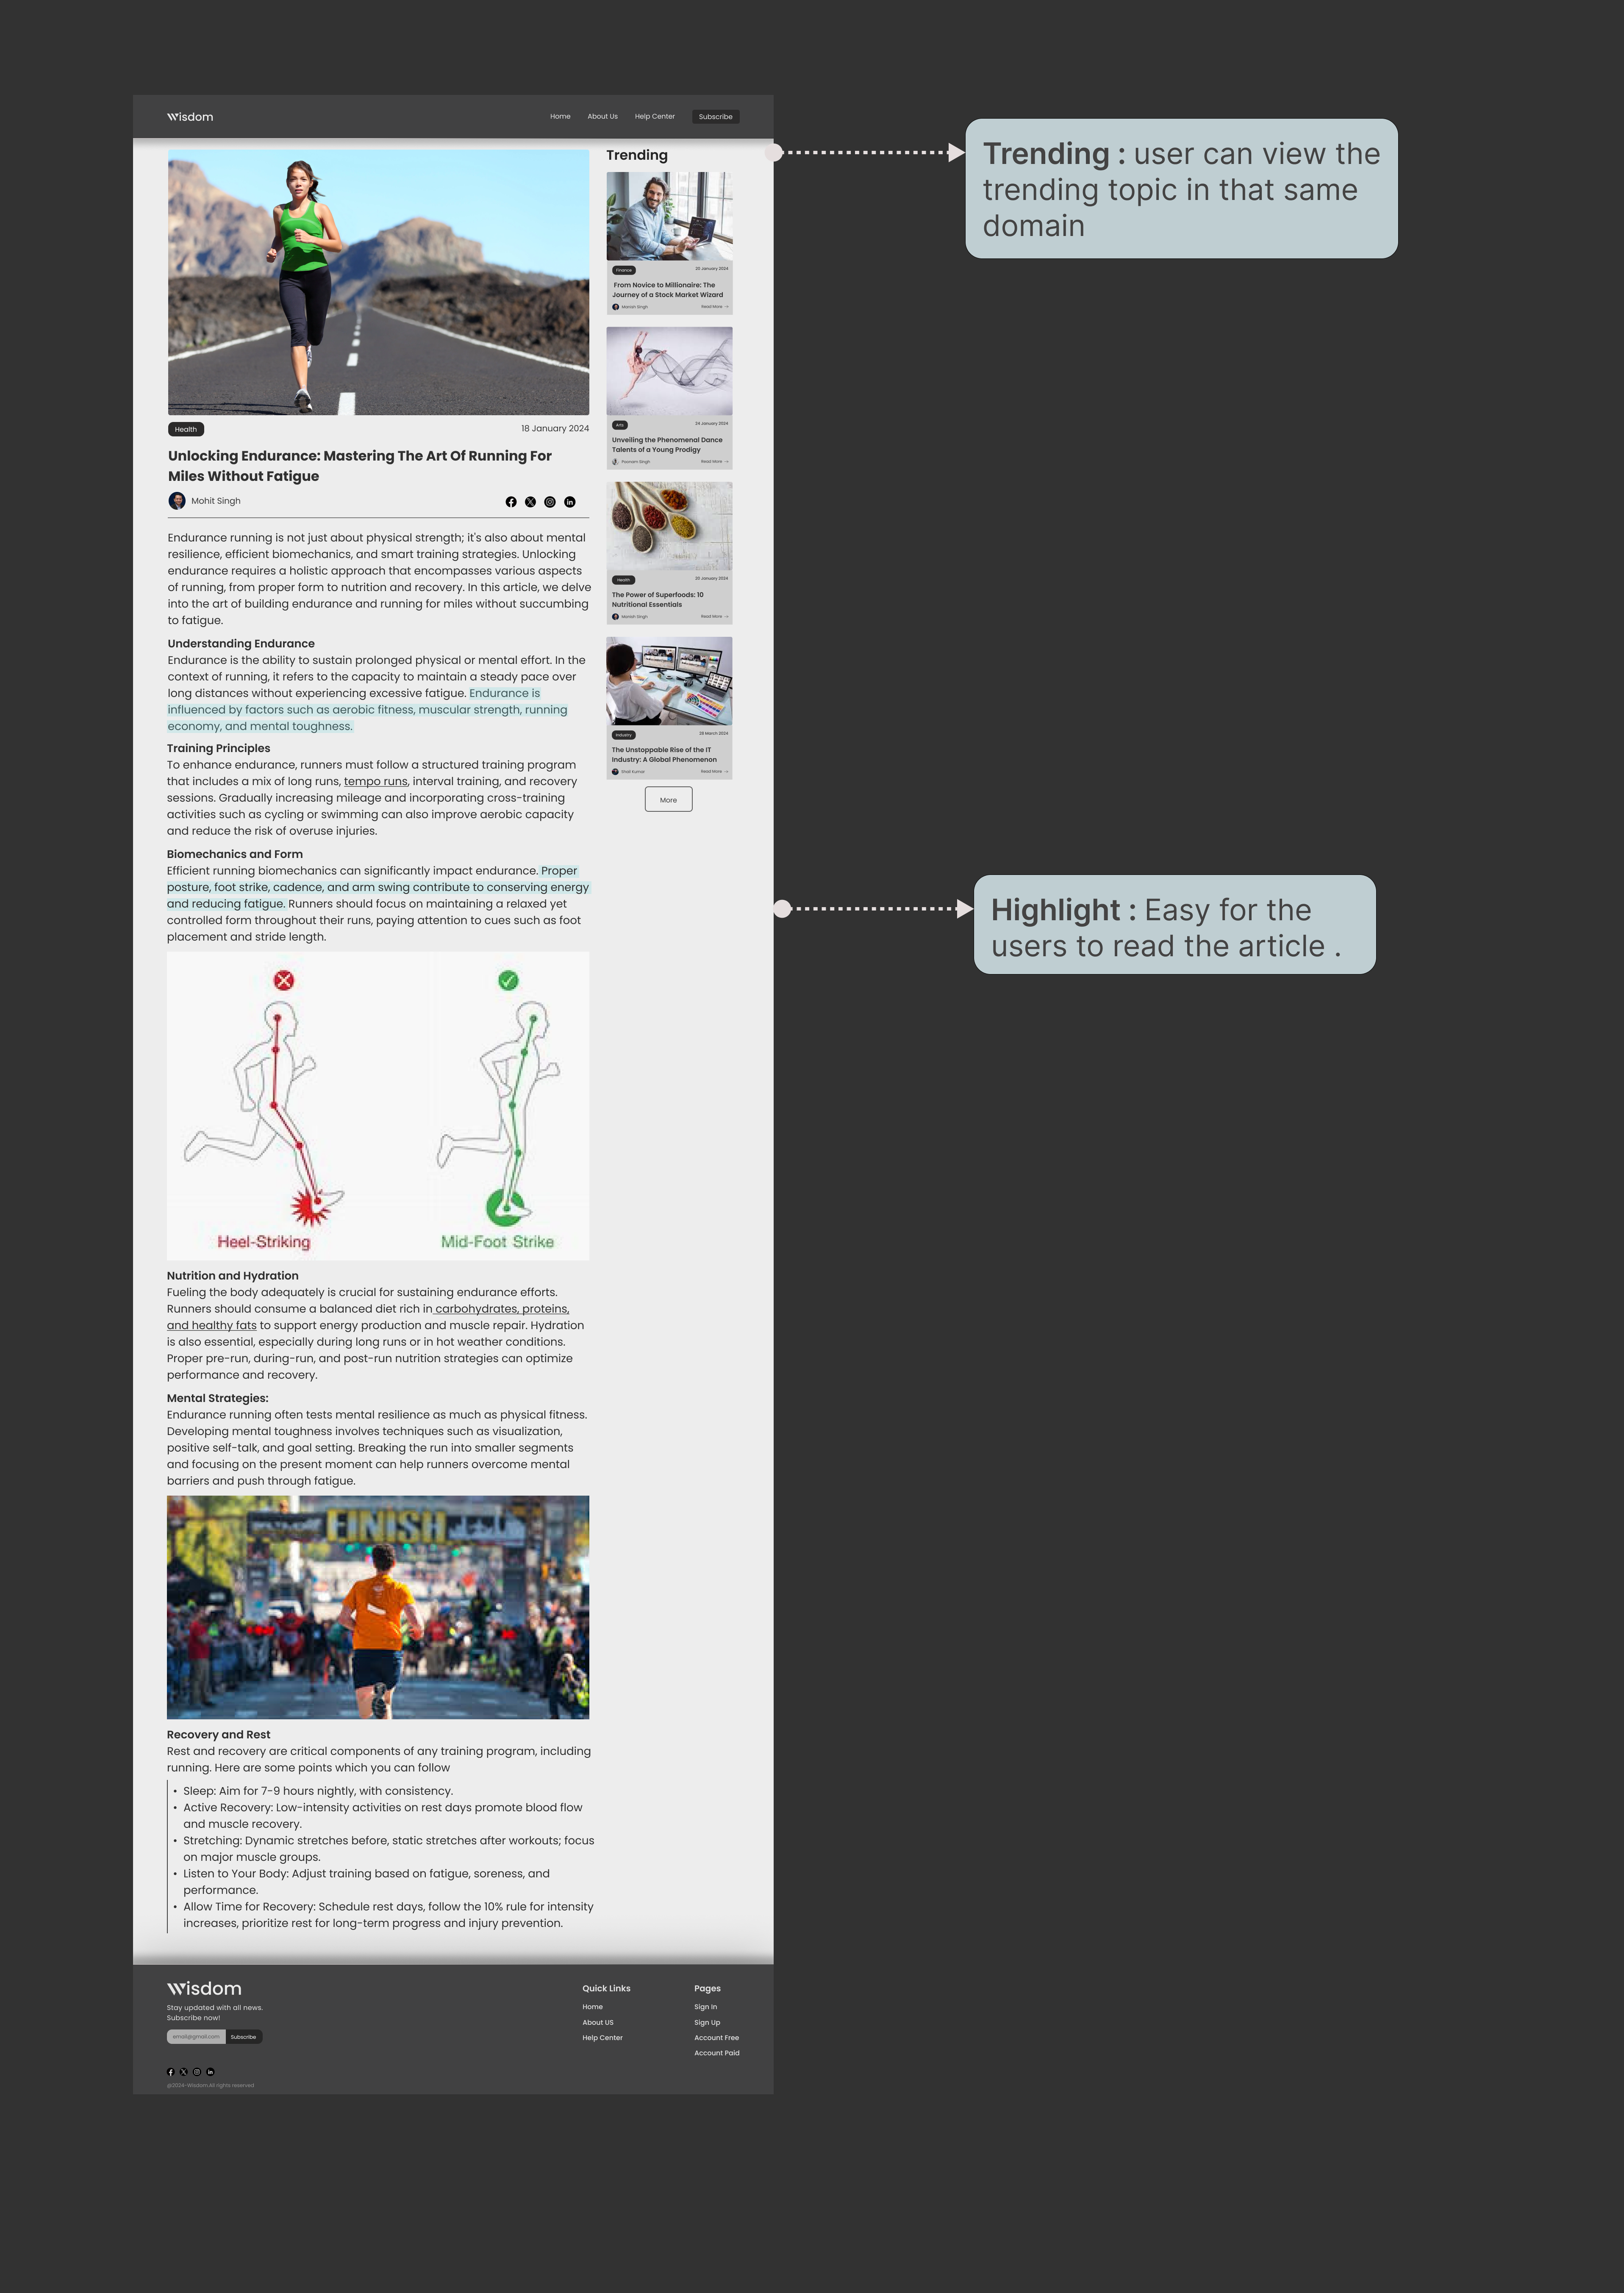 Wisdom
Home
About Us
Help Center
Subscribe
Trending
Finance
20 January 2024
From Novice to Millionaire: The
Journey of a Stock Market Wizard
Manish Singh
Read More →
Arts
24 January 2024
Unveiling the Phenomenal Dance
Talents of a Young Prodigy
Poonam Singh
Read More →
Health
20 January 2024
The Power of Superfoods: 10
Nutritional Essentials
Manish Singh
Read More →
Industry
28 March 2024
The Unstoppable Rise of the IT
Industry: A Global Phenomenon
Shail Kumar
Read More →
More
Health
18 January 2024
Unlocking Endurance: Mastering The Art Of Running For
Miles Without Fatigue
Mohit Singh
Endurance running is not just about physical strength; it's also about mental
resilience, efficient biomechanics, and smart training strategies. Unlocking
endurance requires a holistic approach that encompasses various aspects
of running, from proper form to nutrition and recovery. In this article, we delve
into the art of building endurance and running for miles without succumbing
to fatigue.
Understanding Endurance
Endurance is the ability to sustain prolonged physical or mental effort. In the
context of running, it refers to the capacity to maintain a steady pace over
long distances without experiencing excessive fatigue. Endurance is
influenced by factors such as aerobic fitness, muscular strength, running
economy, and mental toughness.
Training Principles
To enhance endurance, runners must follow a structured training program
that includes a mix of long runs, tempo runs, interval training, and recovery
sessions. Gradually increasing mileage and incorporating cross-training
activities such as cycling or swimming can also improve aerobic capacity
and reduce the risk of overuse injuries.
Biomechanics and Form
Efficient running biomechanics can significantly impact endurance. Proper
posture, foot strike, cadence, and arm swing contribute to conserving energy
and reducing fatigue. Runners should focus on maintaining a relaxed yet
controlled form throughout their runs, paying attention to cues such as foot
placement and stride length.
Heel-Striking
Mid-Foot Strike
Nutrition and Hydration
Fueling the body adequately is crucial for sustaining endurance efforts.
Runners should consume a balanced diet rich in carbohydrates, proteins,
and healthy fats to support energy production and muscle repair. Hydration
is also essential, especially during long runs or in hot weather conditions.
Proper pre-run, during-run, and post-run nutrition strategies can optimize
performance and recovery.
Mental Strategies:
Endurance running often tests mental resilience as much as physical fitness.
Developing mental toughness involves techniques such as visualization,
positive self-talk, and goal setting. Breaking the run into smaller segments
and focusing on the present moment can help runners overcome mental
barriers and push through fatigue.
FINISH
Recovery and Rest
Rest and recovery are critical components of any training program, including
running. Here are some points which you can follow
• Sleep: Aim for 7-9 hours nightly, with consistency.
• Active Recovery: Low-intensity activities on rest days promote blood flow
and muscle recovery.
• Stretching: Dynamic stretches before, static stretches after workouts; focus
on major muscle groups.
• Listen to Your Body: Adjust training based on fatigue, soreness, and
performance.
• Allow Time for Recovery: Schedule rest days, follow the 10% rule for intensity
increases, prioritize rest for long-term progress and injury prevention.
Wisdom
Stay updated with all news.
Subscribe now!
email@gmail.com
Subscribe
@2024-Wisdom.All rights reserved
Quick Links
Home
About US
Help Center
Pages
Sign In
Sign Up
Account Free
Account Paid
Trending : user can view the
trending topic in that same
domain
Highlight : Easy for the
users to read the article .